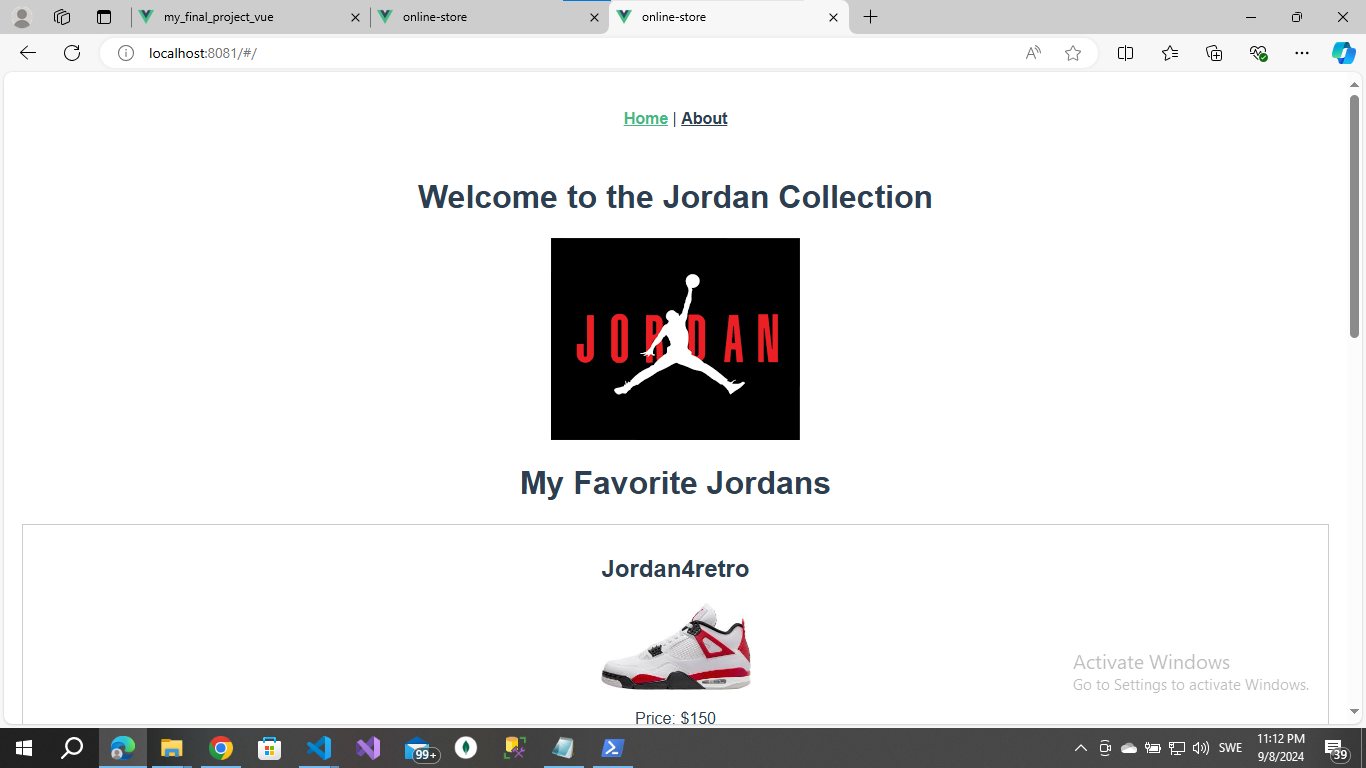 my_final_project_vue
online-store
online-store
localhost:8081/#/
Home | About
Welcome to the Jordan Collection
JORDAN
My Favorite Jordans
Jordan4retro
Price: $150
Activate Windows
Go to Settings to activate Windows.
99+
SWE
11:12 PM
9/8/2024
39